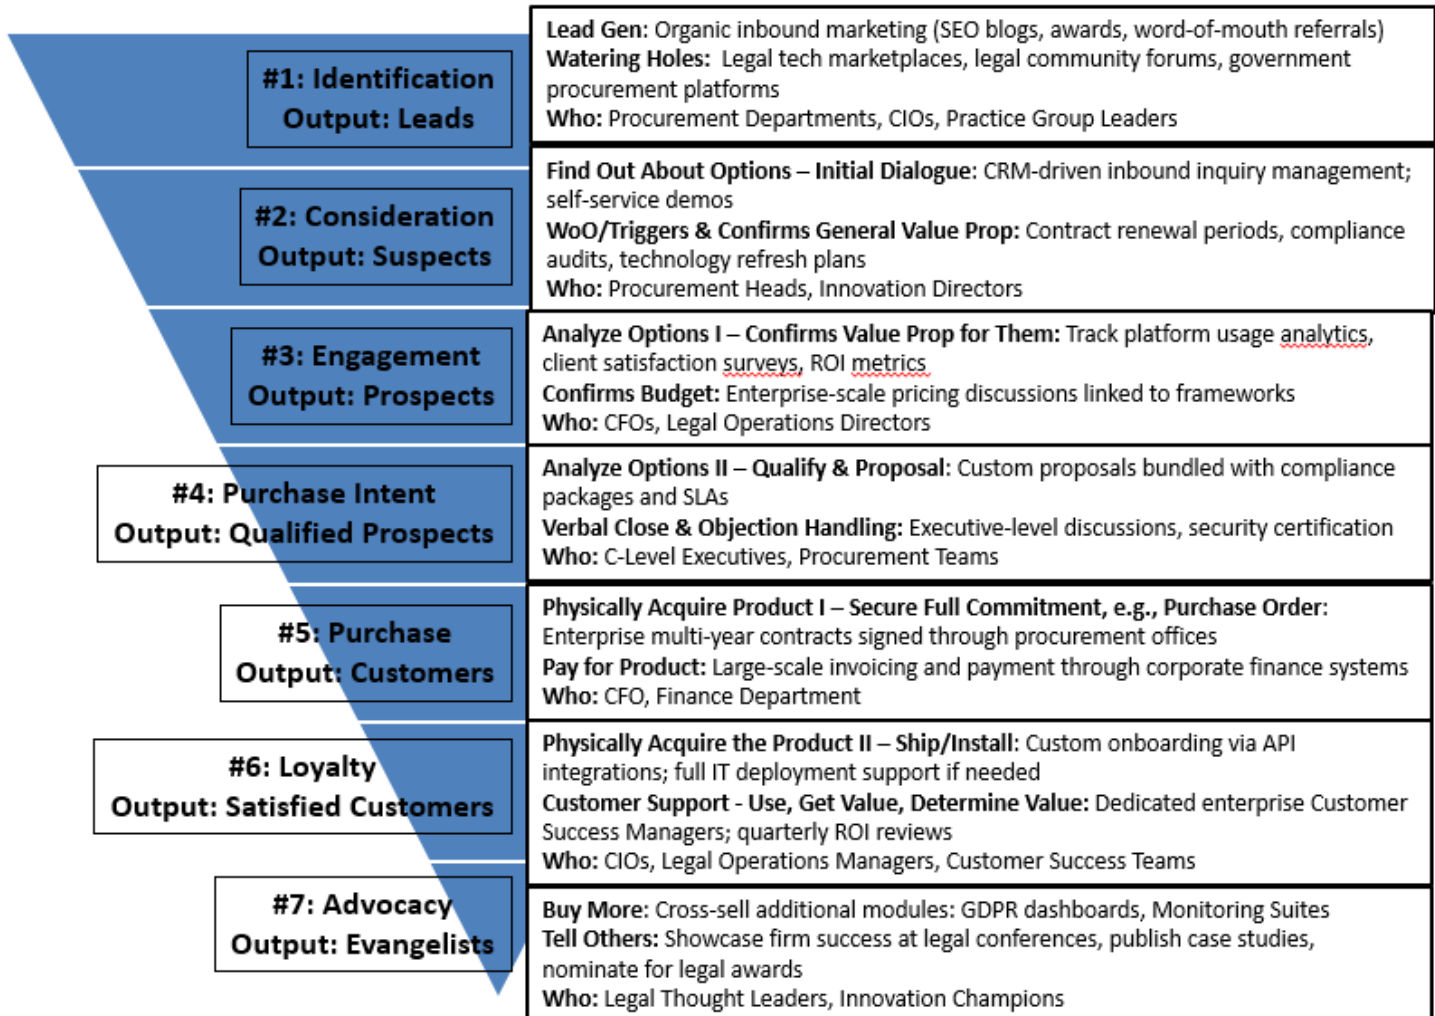 #1: Identification
Output: Leads
Lead Gen: Organic inbound marketing (SEO blogs, awards, word-of-mouth referrals)
Watering Holes:  Legal tech marketplaces, legal community forums, government
procurement platforms
Who: Procurement Departments, CIOs, Practice Group Leaders
#2: Consideration
Output: Suspects
Find Out About Options – Initial Dialogue: CRM-driven inbound inquiry management;
self-service demos
WoO/Triggers & Confirms General Value Prop: Contract renewal periods, compliance
audits, technology refresh plans
Who: Procurement Heads, Innovation Directors
#3: Engagement
Output: Prospects
Analyze Options I – Confirms Value Prop for Them: Track platform usage analytics,
client satisfaction surveys, ROI metrics
Confirms Budget: Enterprise-scale pricing discussions linked to frameworks
Who: CFOs, Legal Operations Directors
#4: Purchase Intent
Output: Qualified Prospects
Analyze Options II – Qualify & Proposal: Custom proposals bundled with compliance
packages and SLAs
Verbal Close & Objection Handling: Executive-level discussions, security certification
Who: C-Level Executives, Procurement Teams
#5: Purchase
Output: Customers
Physically Acquire Product I – Secure Full Commitment, e.g., Purchase Order:
Enterprise multi-year contracts signed through procurement offices
Pay for Product: Large-scale invoicing and payment through corporate finance systems
Who: CFO, Finance Department
#6: Loyalty
Output: Satisfied Customers
Physically Acquire the Product II – Ship/Install: Custom onboarding via API
integrations; full IT deployment support if needed
Customer Support - Use, Get Value, Determine Value: Dedicated enterprise Customer
Success Managers; quarterly ROI reviews
Who: CIOs, Legal Operations Managers, Customer Success Teams
#7: Advocacy
Output: Evangelists
Buy More: Cross-sell additional modules: GDPR dashboards, Monitoring Suites
Tell Others: Showcase firm success at legal conferences, publish case studies,
nominate for legal awards
Who: Legal Thought Leaders, Innovation Champions